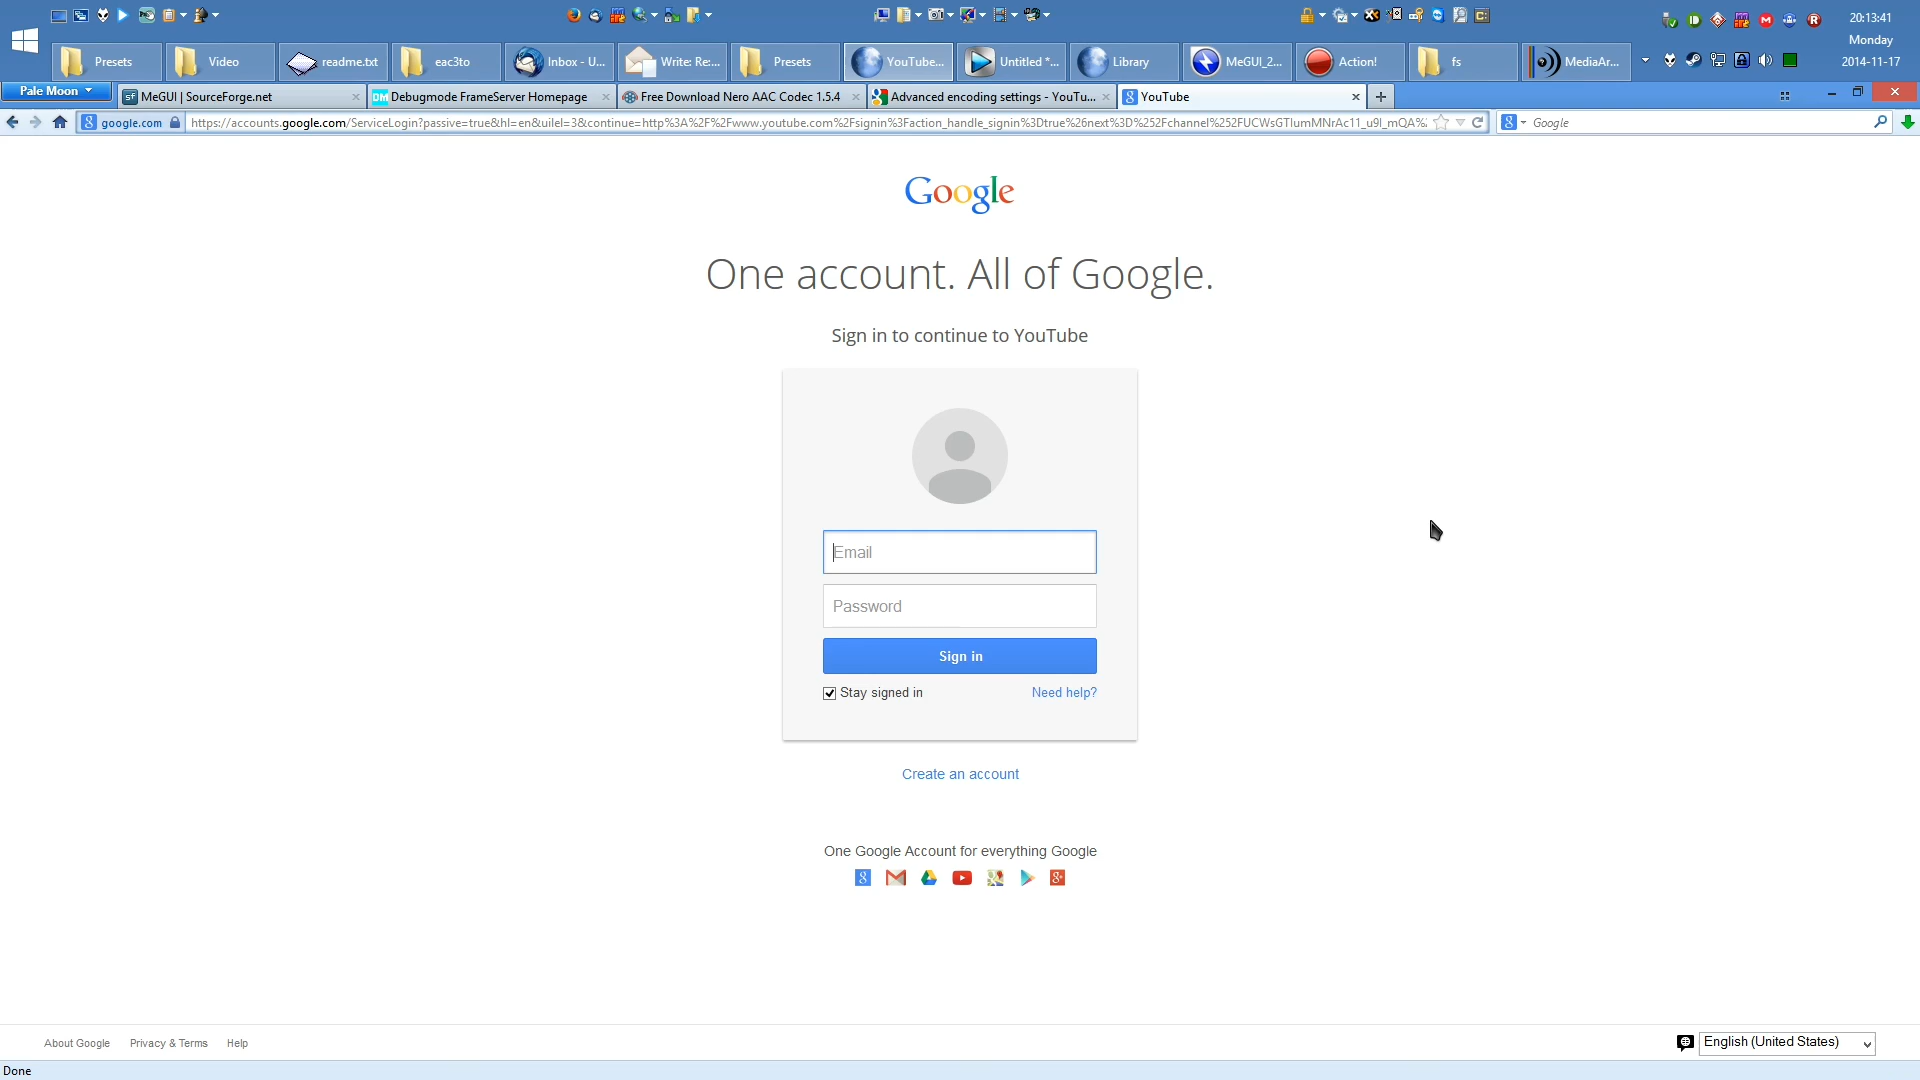 20:13:41
Monday
2014-11-17
Presets
Video
readme.txt
eac3to
Inbox - U...
Write: Re:...
Presets
YouTube...
Untitled *...
Library
MeGUI_2...
Action!
fs
MediaAr...
Pale Moon
MeGUI | SourceForge.net
Debugmode FrameServer Homepage
Free Download Nero AAC Codec 1.5.4
Advanced encoding settings - YouTu...
YouTube
google.com
https://accounts.google.com/ServiceLogin?passive=true&hl=en&uilel=3&continue=http%3A%2F%2Fwww.youtube.com%2Fsignin%3Faction_handle_signin%3Dtrue%26next%3D%252Fchannel%252FUCWsGTlumMNrAc11_u9l_mQA%
Google
Google
One account. All of Google.
Sign in to continue to YouTube
Email
Password
Sign in
Stay signed in
Need help?
Create an account
One Google Account for everything Google
About Google
Privacy & Terms
Help
English (United States)
Done